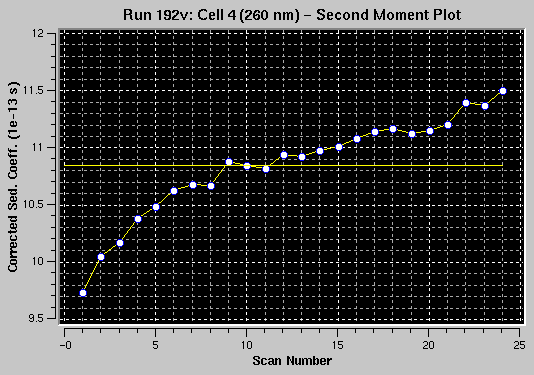 Run 192v: Cell 4 (260 nm) - Second Moment Plot
Corrected Sed. Coeff. (1e-13 s)
12
11.5
11
10.5
10
9.5
-0 5 10 15 20 25
Scan Number